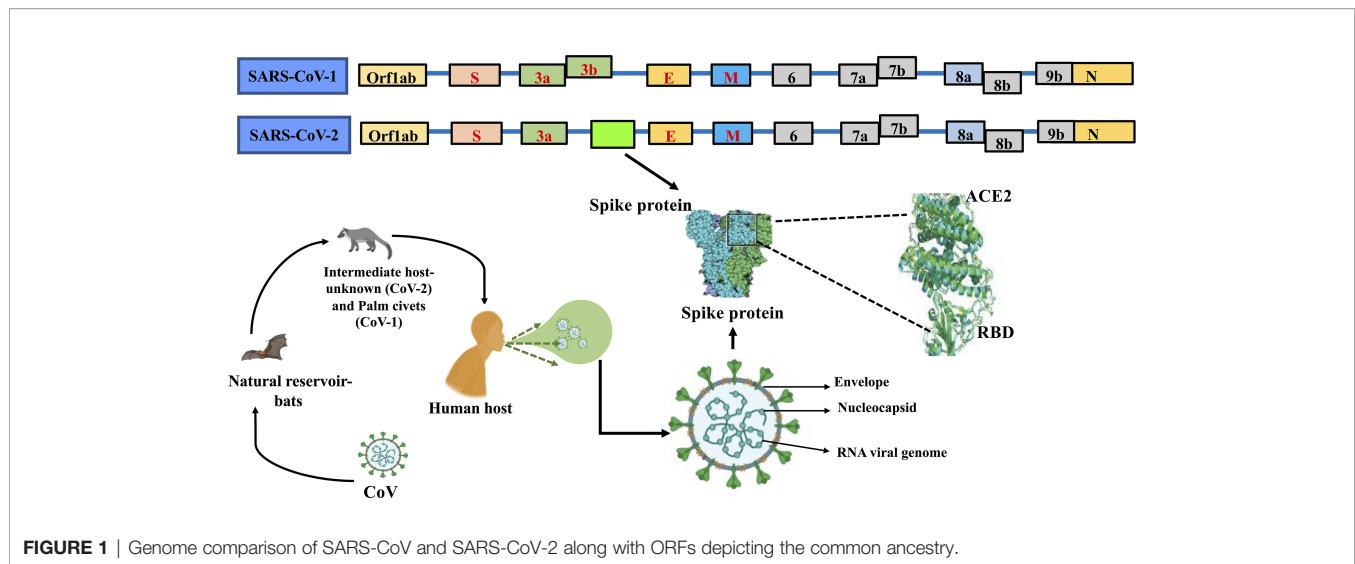 SARS-CoV-1 Orf1ab S 3a 3b E M 6 7a 7b 8a 8b 9b N
SARS-CoV-2 Orf1ab S 3a E M 6 7a 7b 8a 8b 9b N
Spike protein
ACE2
RBD
Intermediate host-
unknown (CoV-2)
and Palm civets
(CoV-1)
Spike protein
Natural reservoir-
bats
Human host
CoV
Envelope
Nucleocapsid
RNA viral genome
FIGURE 1 | Genome comparison of SARS-CoV and SARS-CoV-2 along with ORFs depicting the common ancestry.